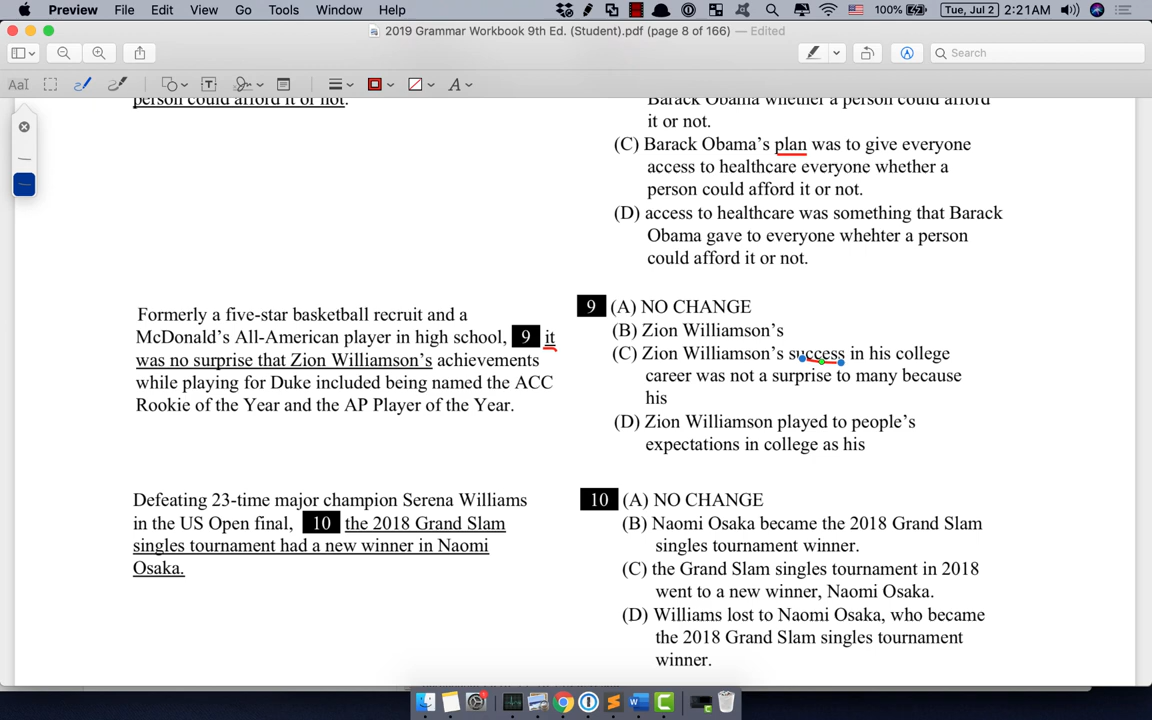 Preview File Edit View Go Tools Window Help 100% Tue, Jul 2 2:21AM
2019 Grammar Workbook 9th Ed. (Student).pdf (page 8 of 166) — Edited
Search
AaI T A
person could afford it or not.
Barack Obama whether a person could afford
it or not.
(C) Barack Obama's plan was to give everyone
access to healthcare everyone whether a
person could afford it or not.
(D) access to healthcare was something that Barack
Obama gave to everyone whehter a person
could afford it or not.
Formerly a five-star basketball recruit and a
McDonald's All-American player in high school, 9 it
was no surprise that Zion Williamson's achievements
while playing for Duke included being named the ACC
Rookie of the Year and the AP Player of the Year.
9 (A) NO CHANGE
(B) Zion Williamson's
(C) Zion Williamson's success in his college
career was not a surprise to many because
his
(D) Zion Williamson played to people's
expectations in college as his
Defeating 23-time major champion Serena Williams
in the US Open final, 10 the 2018 Grand Slam
singles tournament had a new winner in Naomi
Osaka.
10 (A) NO CHANGE
(B) Naomi Osaka became the 2018 Grand Slam
singles tournament winner.
(C) the Grand Slam singles tournament in 2018
went to a new winner, Naomi Osaka.
(D) Williams lost to Naomi Osaka, who became
the 2018 Grand Slam singles tournament
winner.